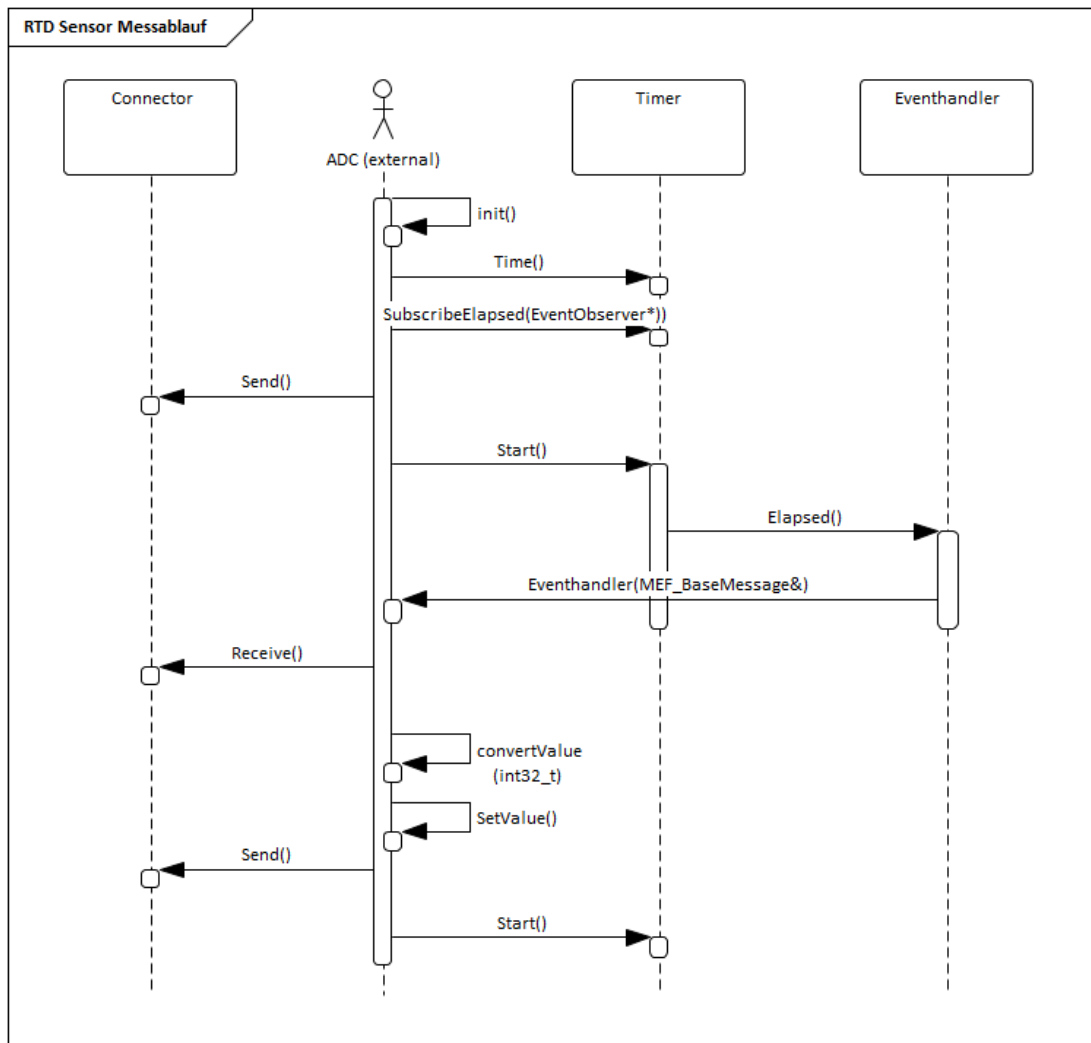 RTD Sensor Messablauf
Connector
ADC (external)
Timer
Eventhandler
init()
Time()
SubscribeElapsed(EventObserver*))
Send()
Start()
Elapsed()
Eventhandler(MEF_BaseMessage&)
Receive()
convertValue
(int32_t)
SetValue()
Send()
Start()